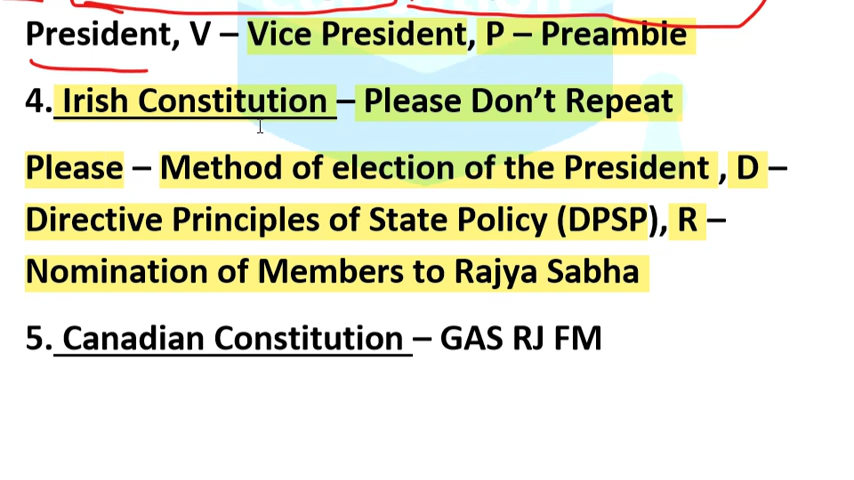 President, V – Vice President, P – Preamble
4. Irish Constitution – Please Don't Repeat
Please – Method of election of the President , D –
Directive Principles of State Policy (DPSP), R –
Nomination of Members to Rajya Sabha
5. Canadian Constitution – GAS RJ FM